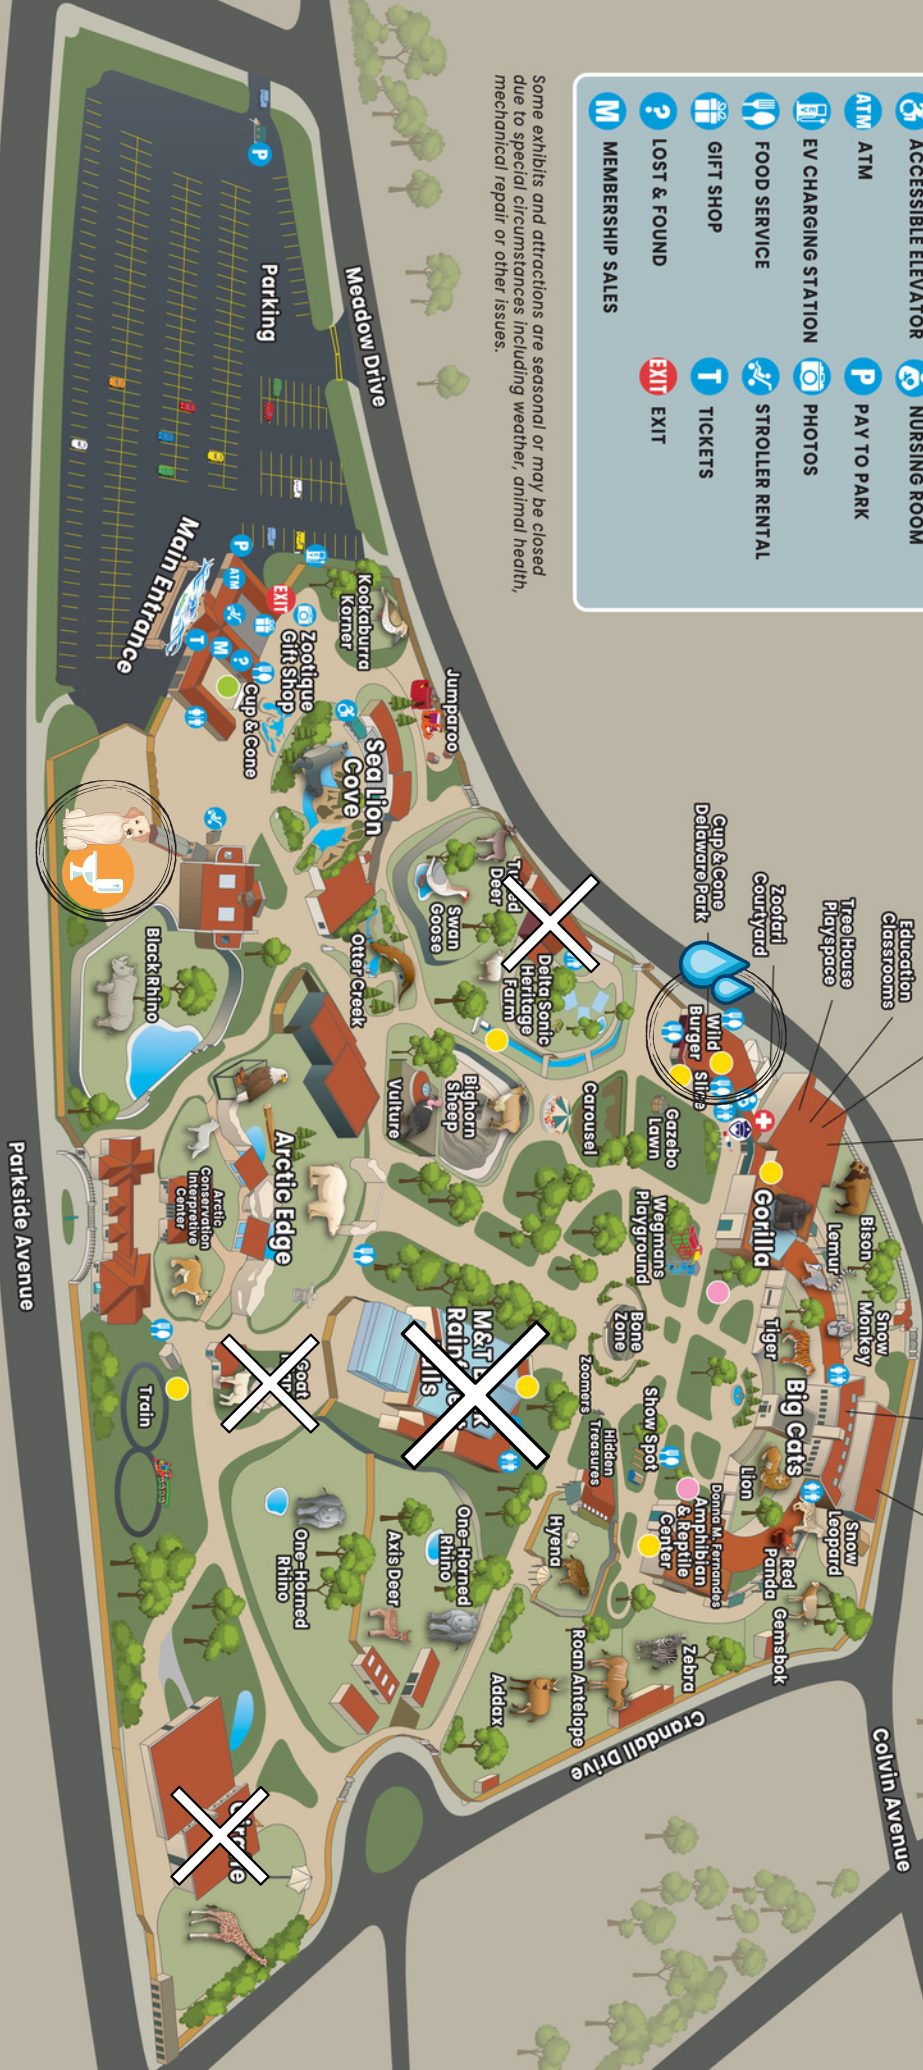 ACCESSIBLE ELEVATOR
ATM
ATM
EV CHARGING STATION
FOOD SERVICE
GIFT SHOP
?
LOST & FOUND
M
MEMBERSHIP SALES
NURSING ROOM
P
PAY TO PARK
PHOTOS
STROLLER RENTAL
T
TICKETS
EXIT
EXIT
Some exhibits and attractions are seasonal or may be closed
due to special circumstances including weather, animal health,
mechanical repair or other issues.
Education
Classrooms
Tree House
Playspace
Zoofari
Courtyard
Cup & Cone
Delaware Park
Colvin Avenue
Crandall Drive
Meadow Drive
Parkside Avenue
Parking
P
P
Main Entrance
ATM
EXIT
T
M
?
Zootique
Gift Shop
Cup & Cone
Kookaburra
Korner
Jumparoo
Sea Lion
Cove
Deer
Swan
Goose
Otter Creek
Delta Sonic
Heritage
Farm
Black Rhino
Wild
Burger
Vulture
Bighorn
Sheep
Carousel
Gazebo
Lawn
Arctic Edge
Arctic
Conservation
Interpretive
Center
Wegmans
Playground
Gorilla
Bison
Lemur
Snow
Monkey
Tiger
Big Cats
Lion
Snow
Leopard
Red
Panda
Gemsbok
Bone
Zone
Zoomers
Hidden
Treasures
Show Spot
Donna M. Fernandes
Amphibian
& Reptile
Center
Hyena
Zebra
Roan Antelope
Addax
Goat
Train
One-Horned
Rhino
Axis Deer
One-Horned
Rhino